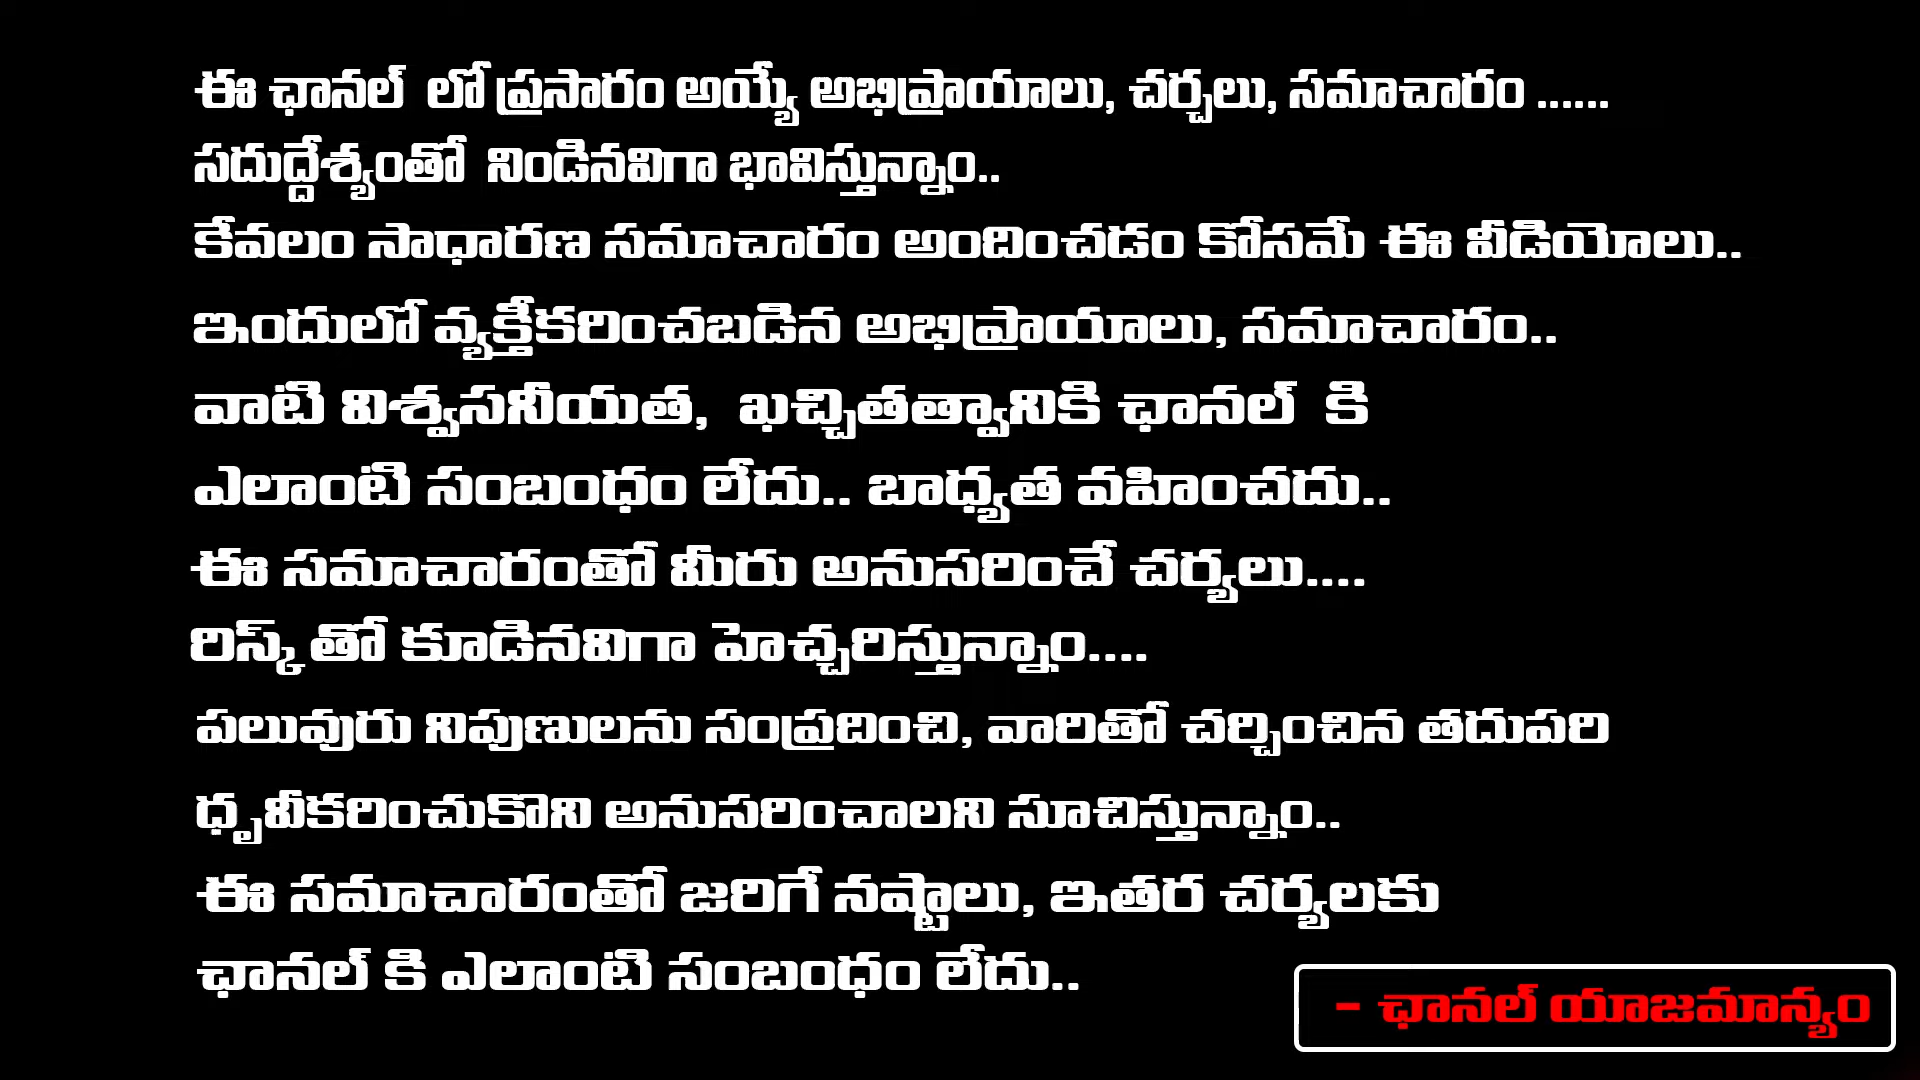 ఈ ఛానల్ లో ప్రసారం అయ్యే అభిప్రాయాలు, చర్చలు, సమాచారం ......
సదుద్దేశ్యంతో నిండినవిగా భావిస్తున్నాం..
కేవలం సాధారణ సమాచారం అందించడం కోసమే ఈ వీడియోలు..
ఇందులో వ్యక్తీకరించబడిన అభిప్రాయాలు, సమాచారం..
వాటి విశ్వసనీయత, ఖచ్చితత్వానికి ఛానల్ కి
ఎలాంటి సంబంధం లేదు.. బాధ్యత వహించదు..
ఈ సమాచారంతో మీరు అనుసరించే చర్యలు....
రిస్క్ తో కూడినవిగా హెచ్చరిస్తున్నాం....
పలువురు నిపుణులను సంప్రదించి, వారితో చర్చించిన తదుపరి
ధృవీకరించుకొని అనుసరించాలని సూచిస్తున్నాం..
ఈ సమాచారంతో జరిగే నష్టాలు, ఇతర చర్యలకు
ఛానల్ కి ఎలాంటి సంబంధం లేదు..
- ఛానల్ యాజమాన్యం